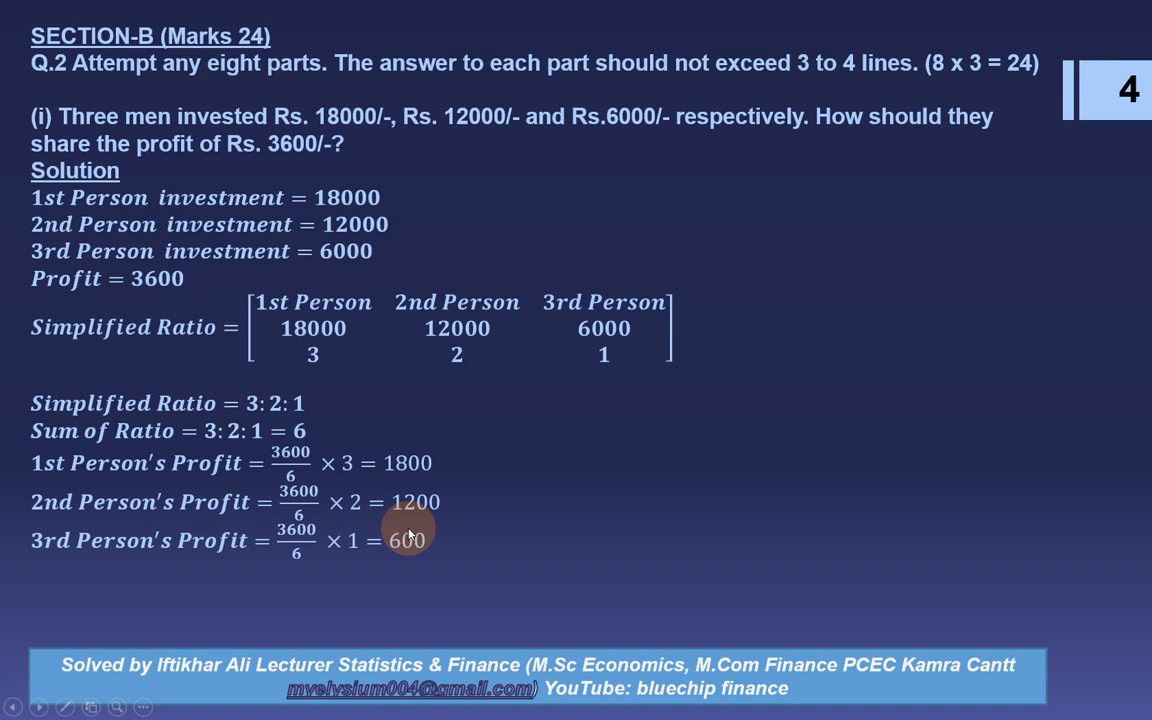 SECTION-B (Marks 24)
Q.2 Attempt any eight parts. The answer to each part should not exceed 3 to 4 lines. (8 x 3 = 24)
4
(i) Three men invested Rs. 18000/-, Rs. 12000/- and Rs.6000/- respectively. How should they
share the profit of Rs. 3600/-?
Solution
1st Person investment = 18000
2nd Person investment = 12000
3rd Person investment = 6000
Profit = 3600
Simplified Ratio = [1st Person 2nd Person 3rd Person]
18000 12000 6000
3 2 1
Simplified Ratio = 3: 2: 1
Sum of Ratio = 3: 2: 1 = 6
1st Person's Profit = 3600/6 × 3 = 1800
2nd Person's Profit = 3600/6 × 2 = 1200
3rd Person's Profit = 3600/6 × 1 = 600
Solved by Iftikhar Ali Lecturer Statistics & Finance (M.Sc Economics, M.Com Finance PCEC Kamra Cantt
myelysium004@gmail.com) YouTube: bluechip finance